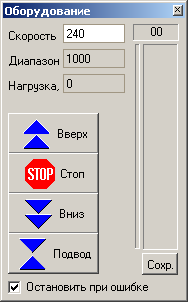 Оборудование
Скорость 240 00
Диапазон 1000
Нагрузка, 0
Вверх
STOP Стоп
Вниз
Подвод
Сохр.
Остановить при ошибке